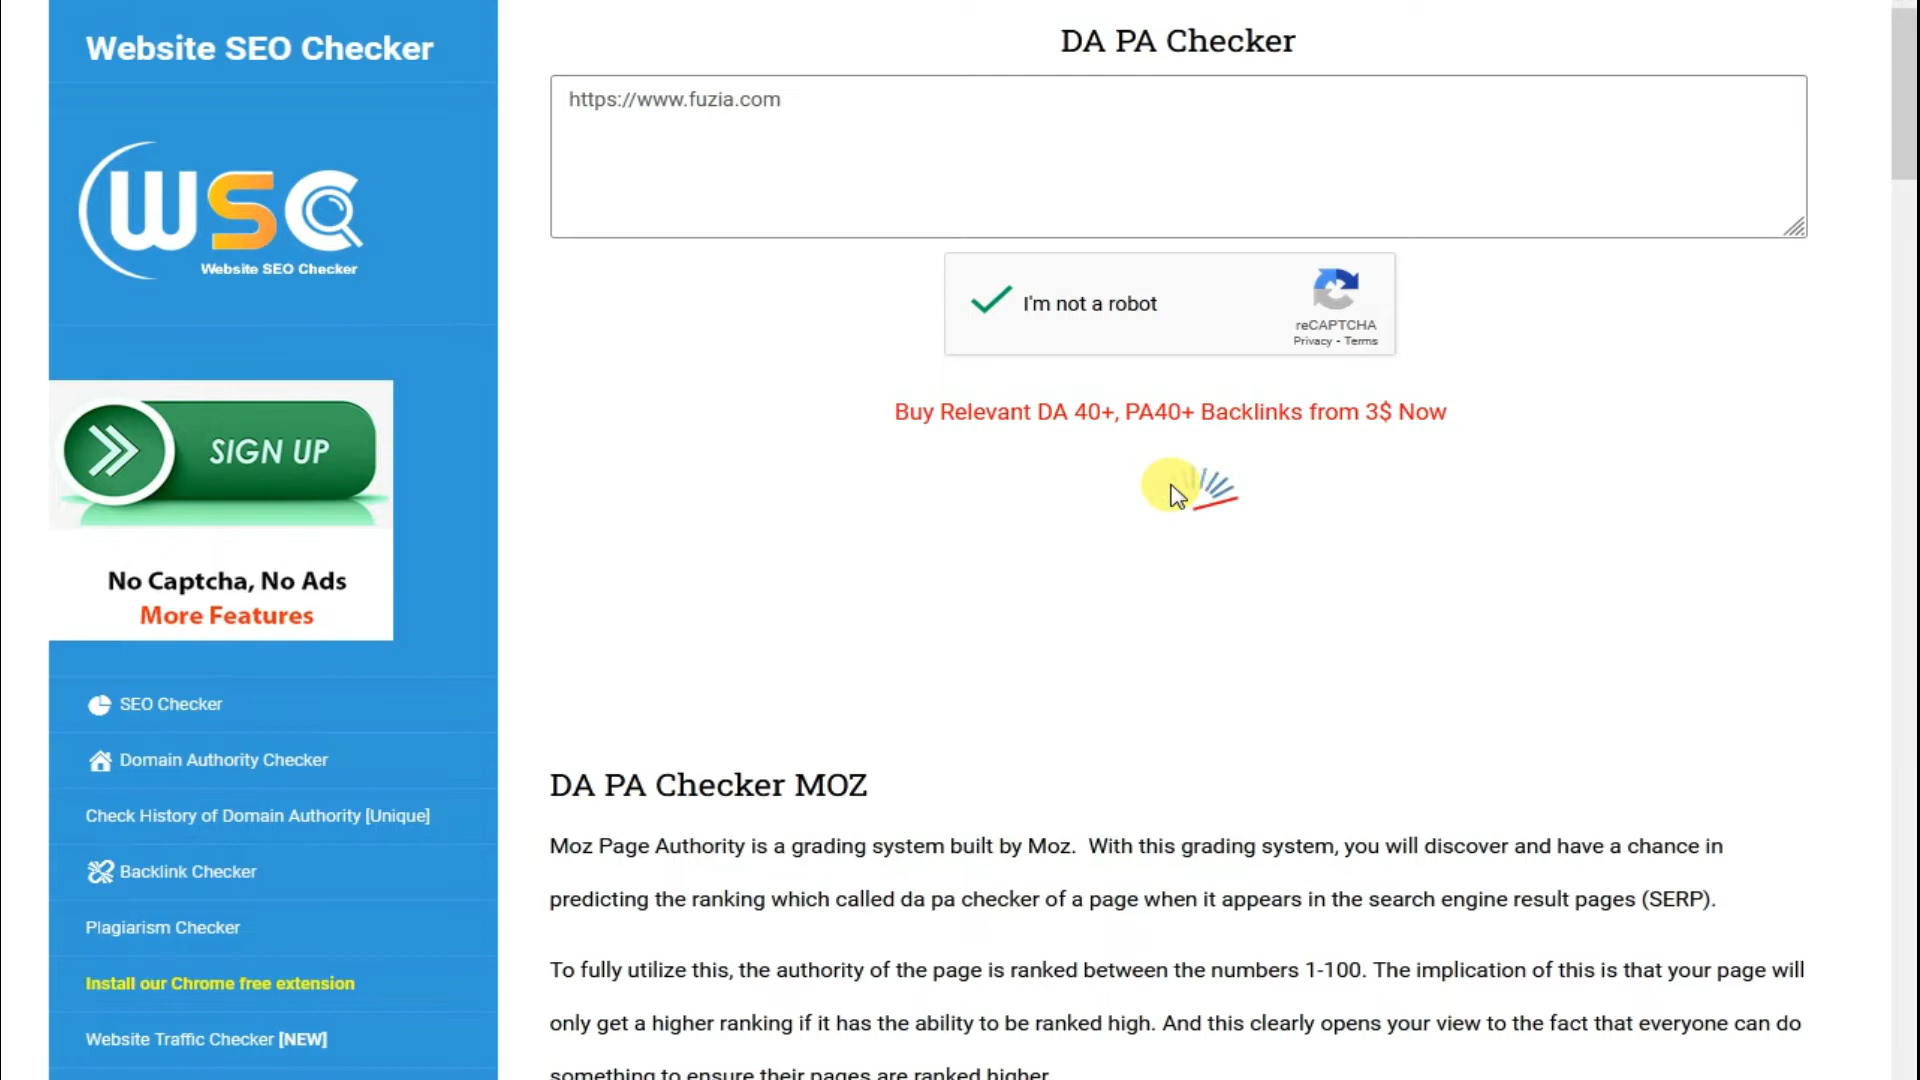 Website SEO Checker
WSC
Website SEO Checker
SIGN UP
No Captcha, No Ads
More Features
SEO Checker
Domain Authority Checker
Check History of Domain Authority [Unique]
Backlink Checker
Plagiarism Checker
Install our Chrome free extension
Website Traffic Checker [NEW]
DA PA Checker
https://www.fuzia.com
I'm not a robot
reCAPTCHA
Privacy - Terms
Buy Relevant DA 40+, PA40+ Backlinks from 3$ Now
DA PA Checker MOZ
Moz Page Authority is a grading system built by Moz.  With this grading system, you will discover and have a chance in
predicting the ranking which called da pa checker of a page when it appears in the search engine result pages (SERP).
To fully utilize this, the authority of the page is ranked between the numbers 1-100. The implication of this is that your page will
only get a higher ranking if it has the ability to be ranked high. And this clearly opens your view to the fact that everyone can do
something to ensure their pages are ranked higher